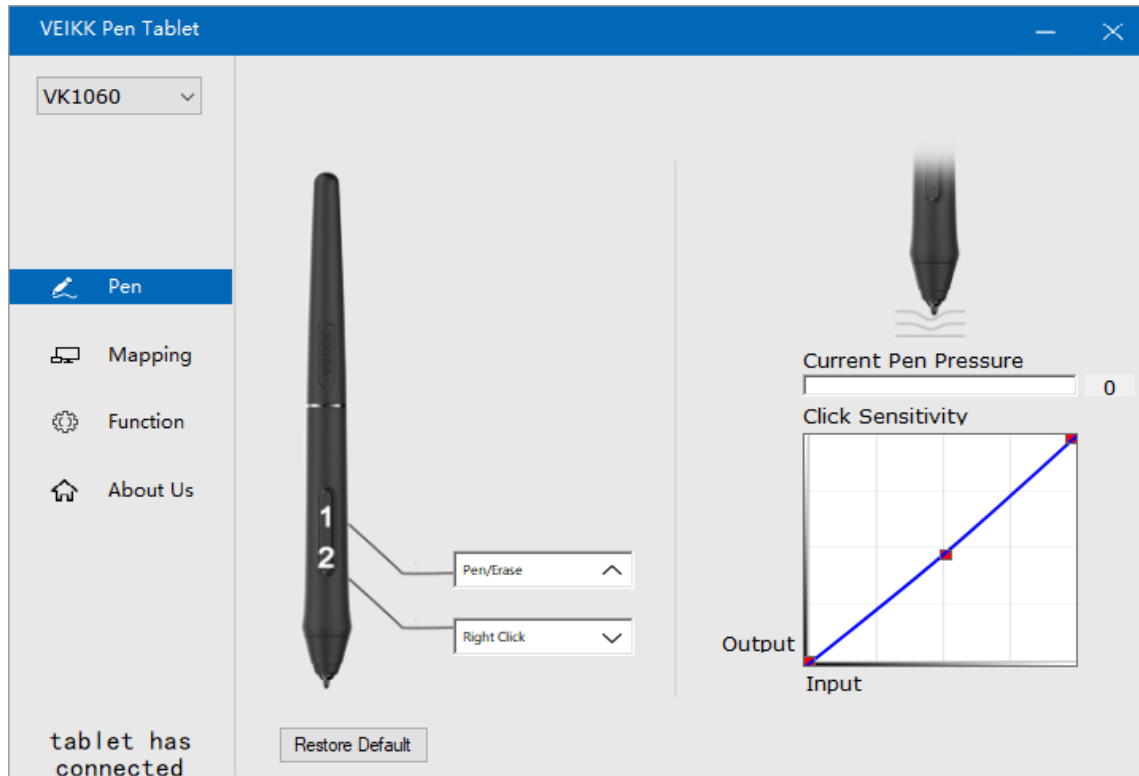 VEIKK Pen Tablet
VK1060
Pen
Mapping
Function
About Us
tablet has
connected
VEIKK
1
2
Pen/Erase
Right Click
Restore Default
Current Pen Pressure
0
Click Sensitivity
Output
Input